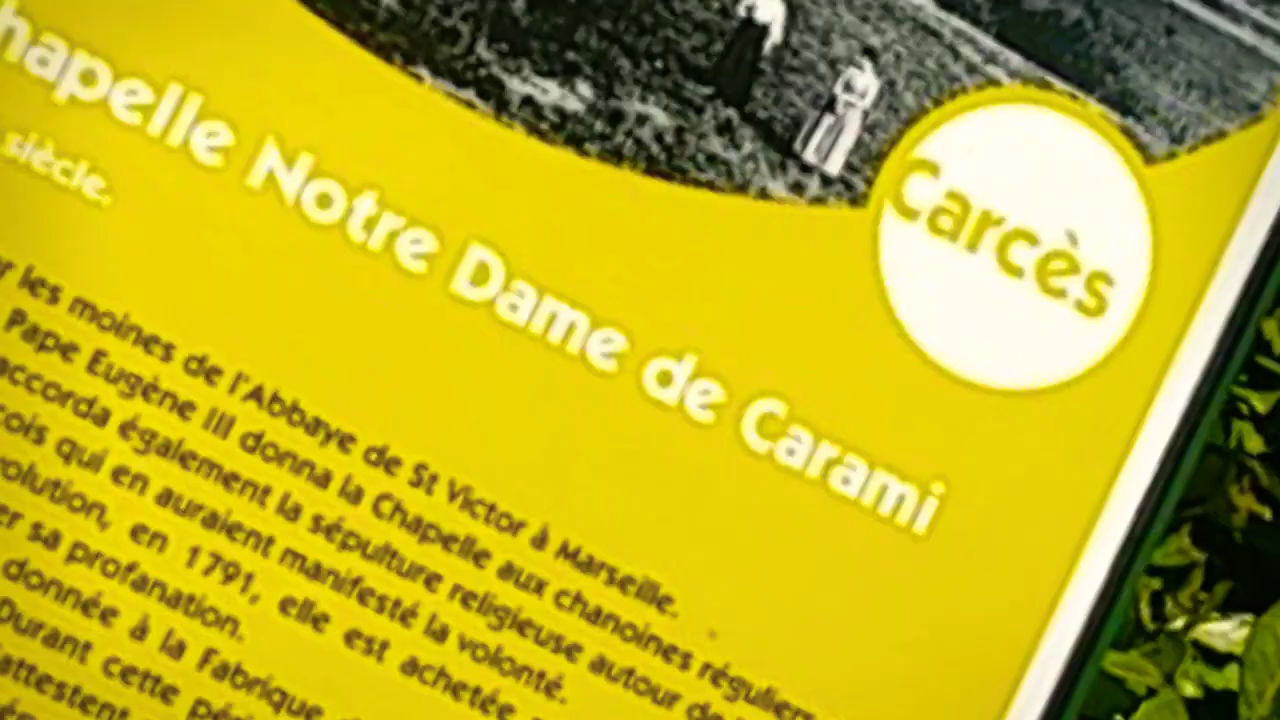 Carcès
hapelle Notre Dame de Carami
siècle.
les moines de l'Abbaye de St Victor à Marseille.
Pape Eugène III donna la Chapelle aux chanoines réguliers
accorda également la sépulture religieuse autour de
qui en auraient manifesté la volonté.
olution, en 1791, elle est achetée
er sa profanation.
donnée à la Fabrique
Durant cette
attestent